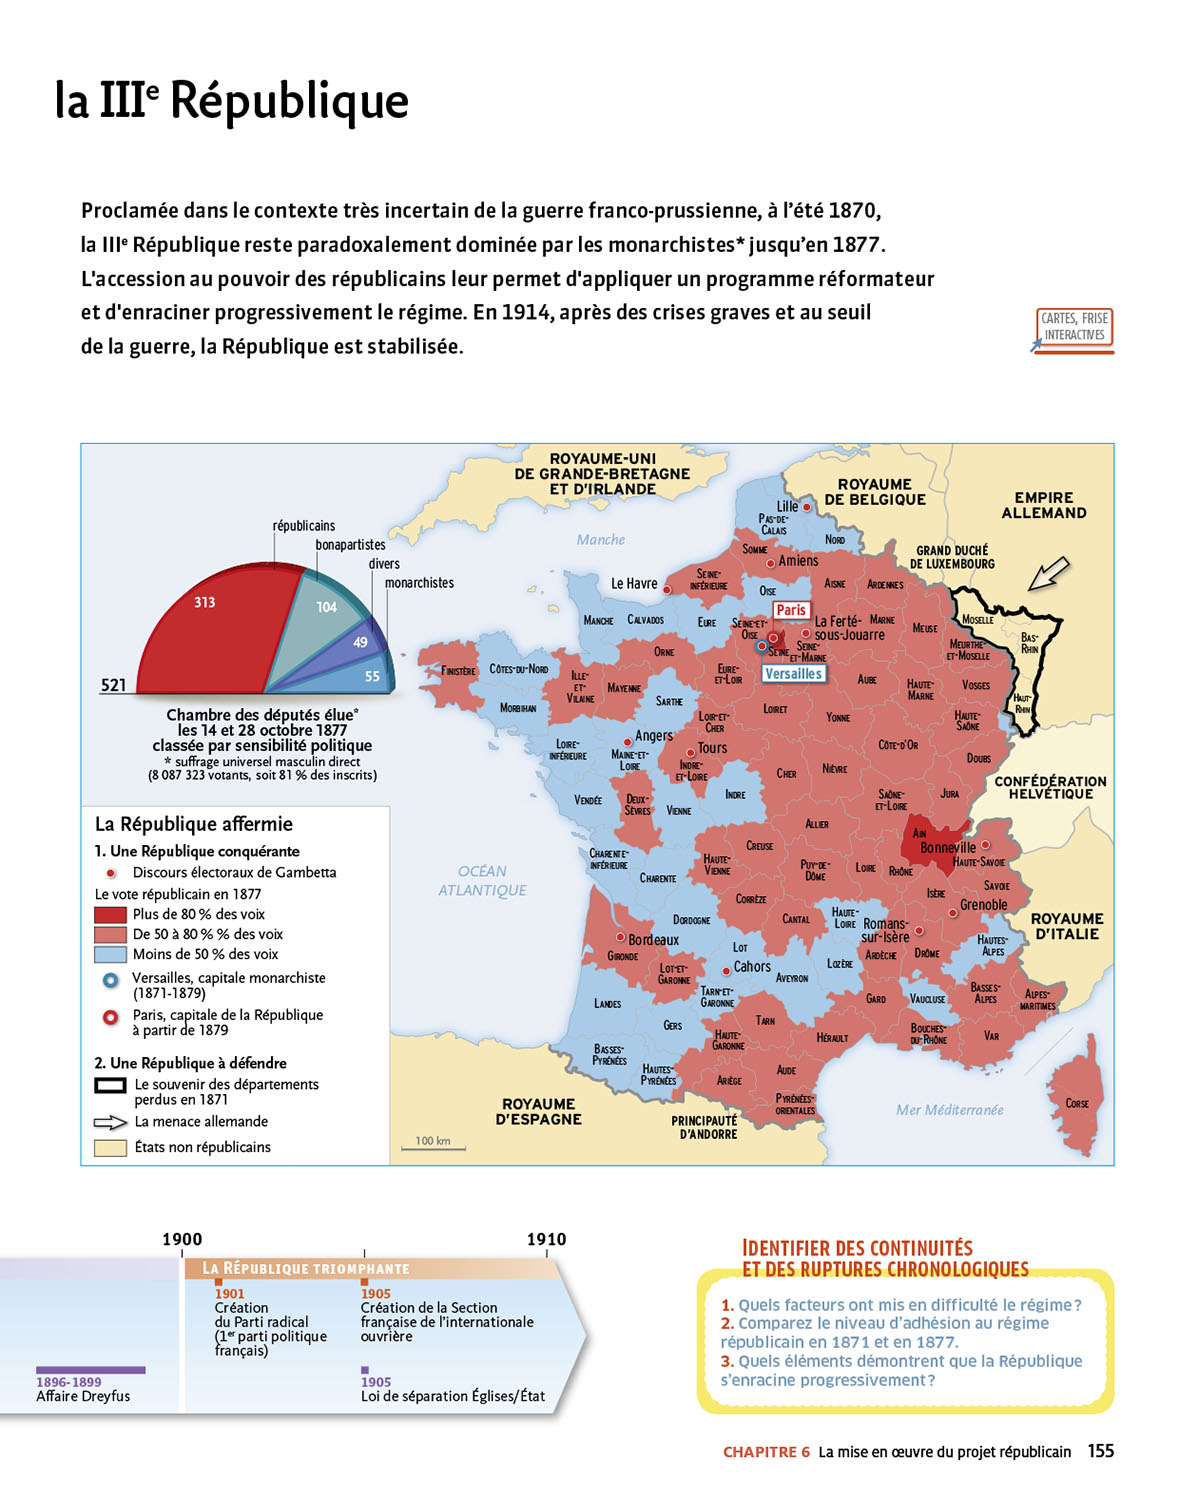 la IIIe République
Proclamée dans le contexte très incertain de la guerre franco-prussienne, à l’été 1870,
la IIIe République reste paradoxalement dominée par les monarchistes* jusqu’en 1877.
L'accession au pouvoir des républicains leur permet d'appliquer un programme réformateur
et d'enraciner progressivement le régime. En 1914, après des crises graves et au seuil
de la guerre, la République est stabilisée.
CARTES, FRISE
INTERACTIVES
républicains
bonapartistes
divers
monarchistes
313
104
49
55
521
Chambre des députés élue*
les 14 et 28 octobre 1877
classée par sensibilité politique
* suffrage universel masculin direct
(8 087 323 votants, soit 81 % des inscrits)
La République affermie
1. Une République conquérante
Discours électoraux de Gambetta
Le vote républicain en 1877
Plus de 80 % des voix
De 50 à 80 % % des voix
Moins de 50 % des voix
Versailles, capitale monarchiste
(1871-1879)
Paris, capitale de la République
à partir de 1879
2. Une République à défendre
Le souvenir des départements
perdus en 1871
La menace allemande
États non républicains
ROYAUME-UNI
DE GRANDE-BRETAGNE
ET D'IRLANDE
ROYAUME
DE BELGIQUE
EMPIRE
ALLEMAND
GRAND DUCHÉ
DE LUXEMBOURG
CONFÉDÉRATION
HELVÉTIQUE
ROYAUME
D'ITALIE
ROYAUME
D'ESPAGNE
PRINCIPAUTÉ
D'ANDORRE
Manche
OCÉAN
ATLANTIQUE
Mer Méditerranée
100 km
Lille
PAS-DE-
CALAIS
NORD
SOMME
Amiens
Le Havre
SEINE-
INFÉRIEURE
OISE
AISNE
ARDENNES
MANCHE
CALVADOS
EURE
SEINE-ET-
OISE
Paris
La Ferté-
sous-Jouarre
SEINE
SEINE-
ET-MARNE
Versailles
MARNE
MEUSE
MOSELLE
BAS-
RHIN
MEURTHE-
ET-MOSELLE
HAUT-
RHIN
FINISTÈRE
CÔTES-DU-NORD
MORBIHAN
ILLE-
ET-
VILAINE
MAYENNE
ORNE
SARTHE
EURE-
ET-LOIR
AUBE
HAUTE-
MARNE
VOSGES
HAUTE-
SAÔNE
LOIR-ET-
CHER
LOIRET
YONNE
CÔTE-D'OR
DOUBS
LOIRE-
INFÉRIEURE
Angers
MAINE-ET-
LOIRE
Tours
INDRE-
ET-LOIRE
CHER
NIÈVRE
SAÔNE-
ET-LOIRE
JURA
VENDÉE
DEUX-
SÈVRES
VIENNE
INDRE
ALLIER
AIN
Bonneville
HAUTE-SAVOIE
CHARENTE-
INFÉRIEURE
CHARENTE
HAUTE-
VIENNE
CREUSE
PUY-DE-
DÔME
LOIRE
RHÔNE
ISÈRE
SAVOIE
CORRÈZE
CANTAL
HAUTE-
LOIRE
Romans-
sur-Isère
Grenoble
DORDOGNE
Bordeaux
GIRONDE
LOT
Cahors
LOT-ET-
GARONNE
AVEYRON
LOZÈRE
ARDÈCHE
DRÔME
HAUTES-
ALPES
LANDES
TARN-ET-
GARONNE
GARD
VAUCLUSE
BASSES-
ALPES
ALPES-
MARITIMES
GERS
TARN
HAUTE-
GARONNE
HÉRAULT
BOUCHES-
DU-RHÔNE
VAR
BASSES-
PYRÉNÉES
HAUTES-
PYRÉNÉES
ARIÈGE
AUDE
PYRÉNÉES-
ORIENTALES
CORSE
1900
1910
LA RÉPUBLIQUE TRIOMPHANTE
1901
Création
du Parti radical
(1er parti politique
français)
1905
Création de la Section
française de l’internationale
ouvrière
1896-1899
Affaire Dreyfus
1905
Loi de séparation Églises/État
IDENTIFIER DES CONTINUITÉS
ET DES RUPTURES CHRONOLOGIQUES
1. Quels facteurs ont mis en difficulté le régime ?
2. Comparez le niveau d’adhésion au régime
républicain en 1871 et en 1877.
3. Quels éléments démontrent que la République
s’enracine progressivement ?
CHAPITRE 6 La mise en œuvre du projet républicain 155